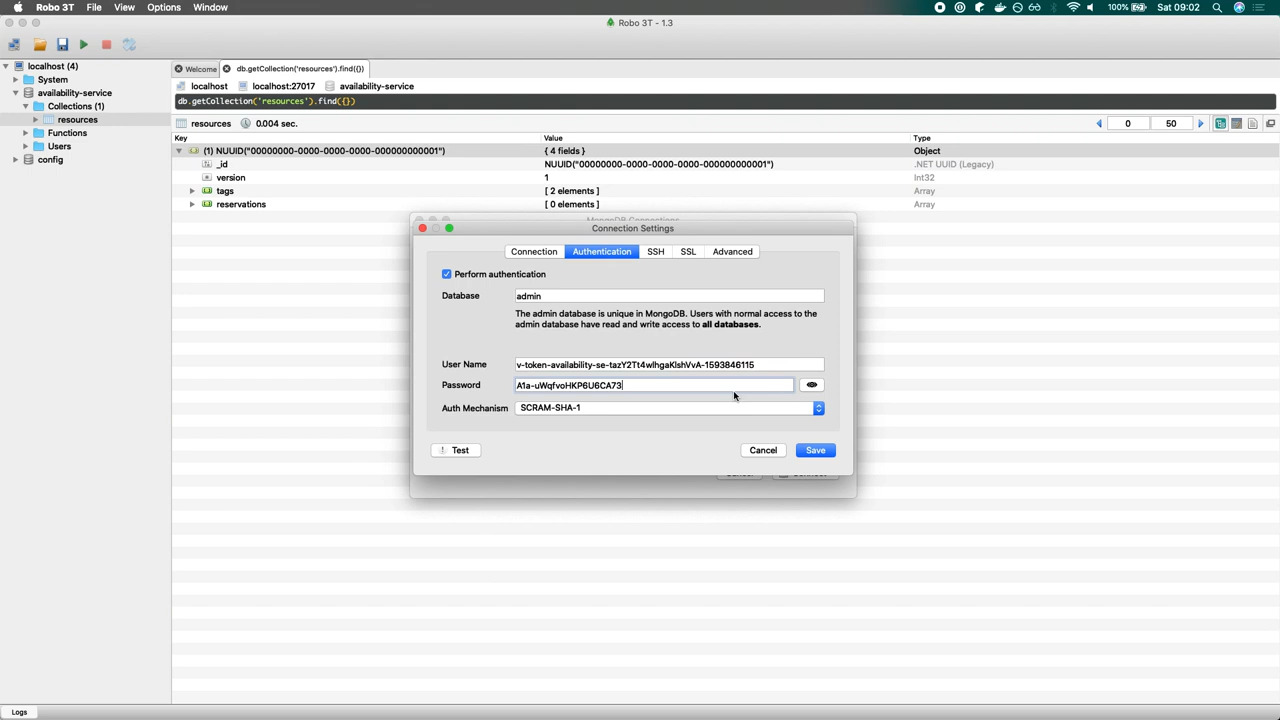 Robo 3T File View Options Window 100% Sat 09:02
Robo 3T - 1.3
localhost (4)
System
availability-service
Collections (1)
resources
Functions
Users
config
Welcome db.getCollection('resources').find({})
localhost localhost:27017 availability-service
db.getCollection('resources').find({})
resources 0.004 sec. 0 50
Key Value Type
(1) NUUID("00000000-0000-0000-0000-000000000001") { 4 fields } Object
_id NUUID("00000000-0000-0000-0000-000000000001") .NET UUID (Legacy)
version 1 Int32
tags [ 2 elements ] Array
reservations [ 0 elements ] Array
MongoDB Connections
Connection Settings
Connection Authentication SSH SSL Advanced
Perform authentication
Database admin
The admin database is unique in MongoDB. Users with normal access to the
admin database have read and write access to all databases.
User Name v-token-availability-se-tazY2Tt4wlhgaKlshVvA-1593846115
Password A1a-uWqfvoHKP6U6CA73
Auth Mechanism SCRAM-SHA-1
! Test Cancel Save
Logs